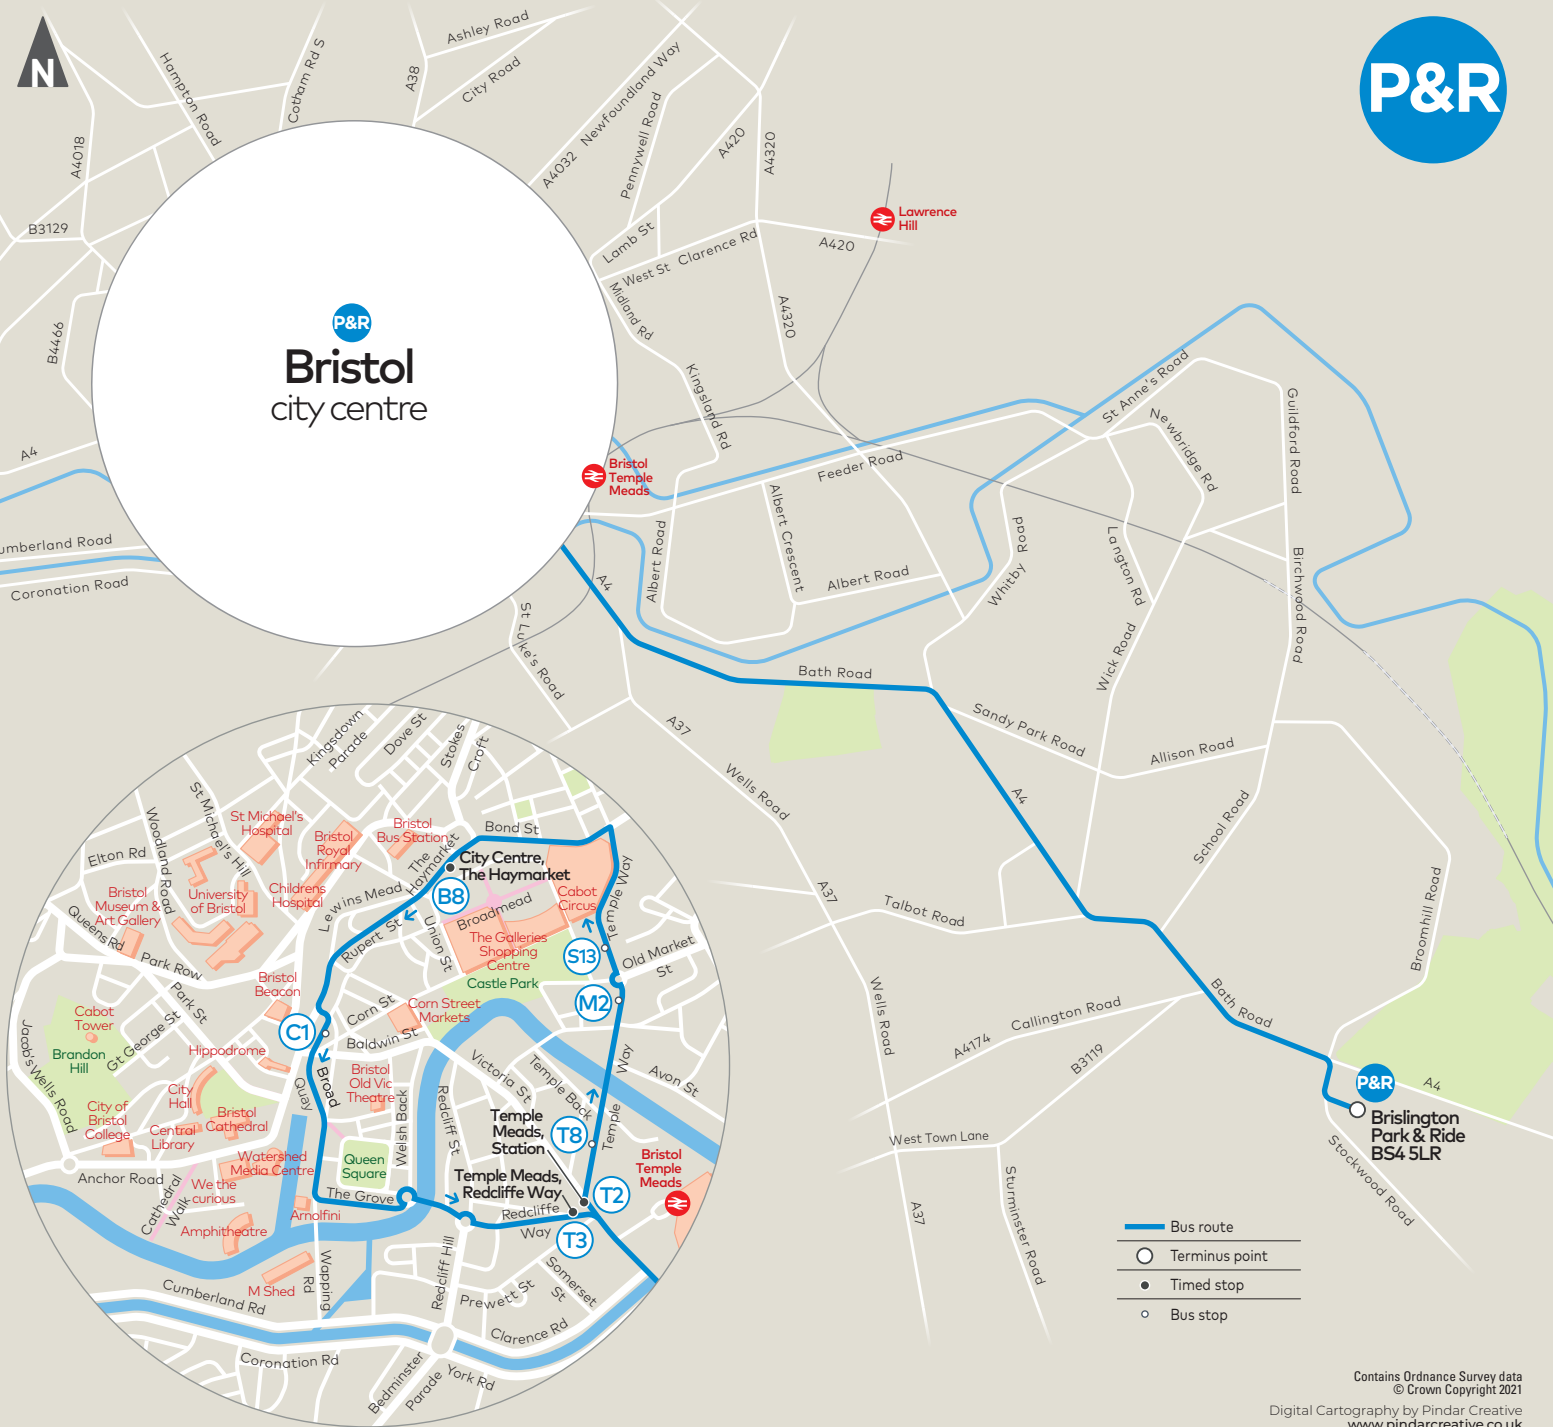 N
Hampton Road
Cotham Rd S
A38
Ashley Road
City Road
A4032
Newfoundland Way
Pennywell Road
A420
A4320
P&R
A4018
B3129
B4466
A4
Lamb St
West St
Clarence Rd
A420
Lawrence
Hill
Midland Rd
A4320
Kingsland Rd
P&R
Bristol
city centre
Bristol
Temple
Meads
Feeder Road
St Anne's Road
Newbridge Rd
Guildford Road
umberland Road
Coronation Road
A4
Albert Road
Albert Crescent
Albert Road
Whitby Road
Langton Rd
Birchwood Road
Wick Road
St Luke's Road
Bath Road
A37
Wells Road
Sandy Park Road
Allison Road
A4
School Road
A37
Talbot Road
Broomhill Road
Wells Road
Bath Road
Callington Road
A4174
B3119
West Town Lane
A37
Sturminster Road
Stockwood Road
A4
P&R
Brislington
Park & Ride
BS4 5LR
Kingsdown
Parade
Dove St
Stokes
Croft
St Michael's Hill
Woodland Road
Elton Rd
St Michael's
Hospital
Bristol
Royal
Infirmary
Bristol
Bus Station
The
Haymarket
Bond St
City Centre,
The Haymarket
B8
Cabot
Circus
Temple Way
Bristol
Museum &
Art Gallery
University
of Bristol
Childrens
Hospital
Lewins Mead
Rupert St
Union St
Broadmead
The Galleries
Shopping
Centre
Castle Park
S13
Old Market
St
M2
Queens Rd
Park Row
Park St
Bristol
Beacon
Corn St
Corn Street
Markets
C1
Baldwin St
Cabot
Tower
Brandon
Hill
Gt George St
Hippodrome
Jacob's Wells Road
City
Hall
City of
Bristol
College
Central
Library
Bristol
Cathedral
Broad
Quay
Bristol
Old Vic
Theatre
Welsh Back
Redcliff St
Victoria St
Temple Back
Temple
Way
Avon St
Temple
Meads,
Station
T8
Temple Meads,
Redcliffe Way
T2
T3
Bristol
Temple
Meads
Watershed
Media Centre
Queen
Square
Anchor Road
Cathedral
Walk
We the
curious
The Grove
Redcliffe
Way
Amphitheatre
Arnolfini
M Shed
Wapping
Rd
Redcliff Hill
Somerset
St
Prewett St
Cumberland Rd
Clarence Rd
Coronation Rd
Bedminster
Parade
York Rd
Bus route
Terminus point
Timed stop
Bus stop
Contains Ordnance Survey data
© Crown Copyright 2021
Digital Cartography by Pindar Creative
www.pindarcreative.co.uk